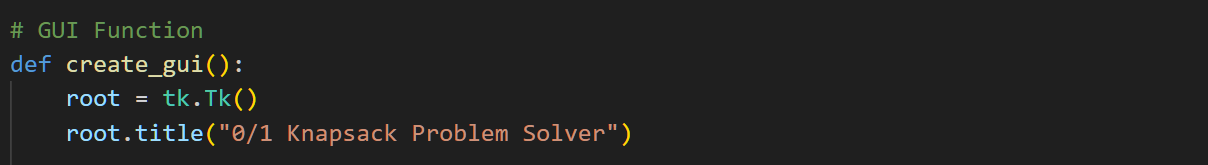 # GUI Function
def create_gui():
    root = tk.Tk()
    root.title("0/1 Knapsack Problem Solver")